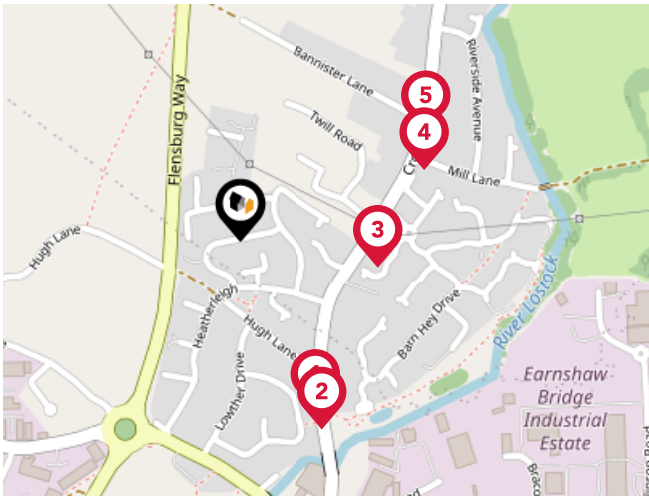 Bannister Lane
Riverside Avenue
Flensburg Way
5
Twill Road
4
Mill Lane
3
Hugh Lane
River Lostock
Heatherleigh
Barn Hey Drive
Hugh Lane
Lowther Drive
2
Earnshaw
Bridge
Industrial
Estate